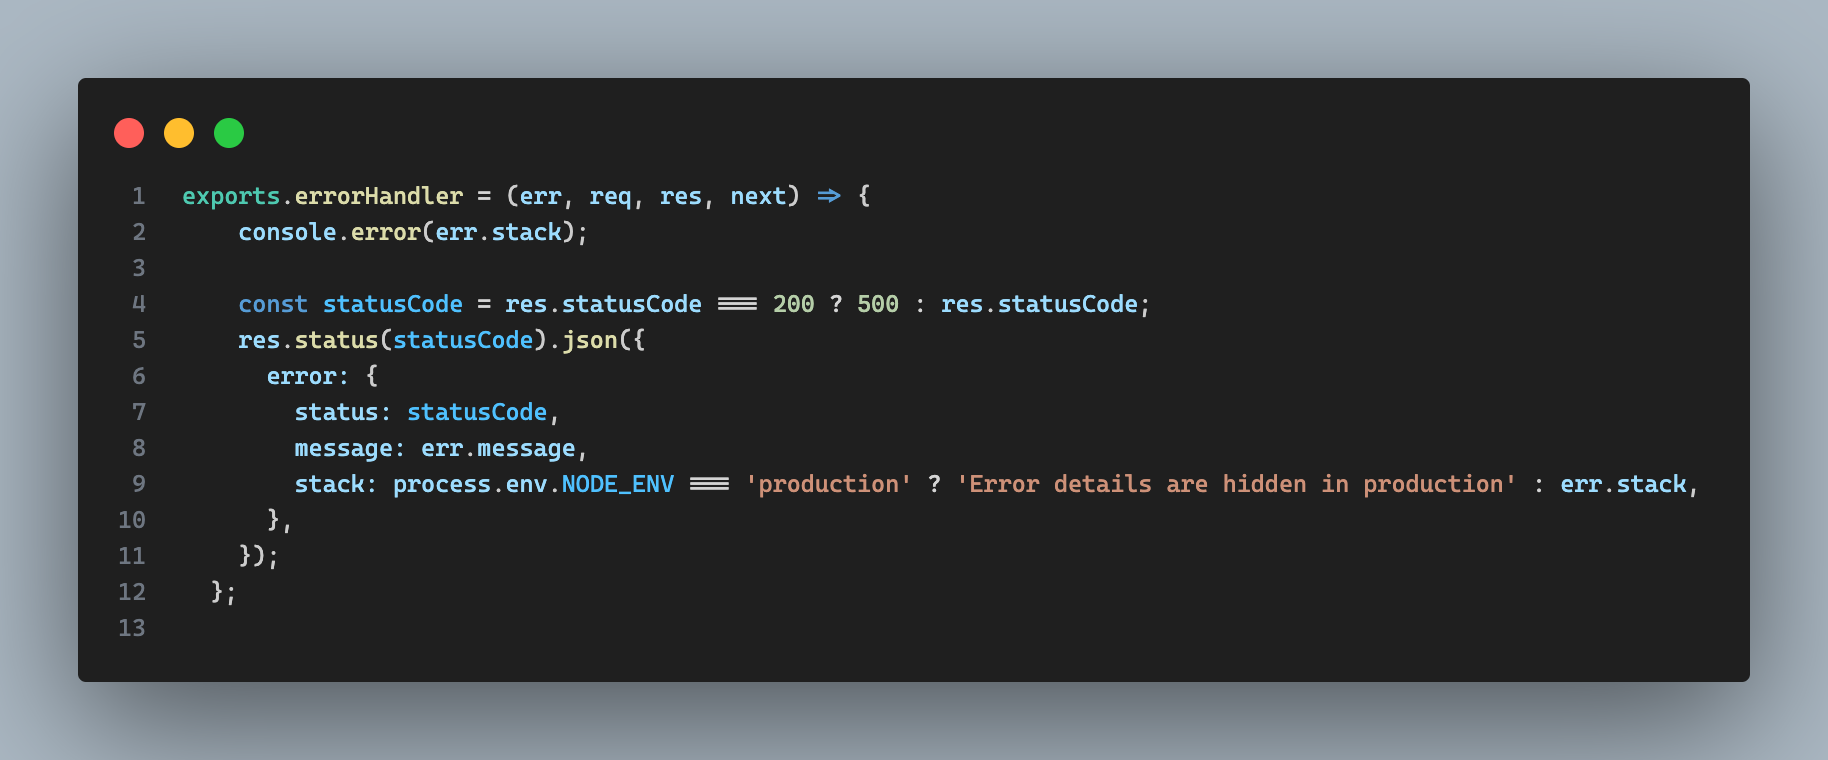 1 exports.errorHandler = (err, req, res, next) => {
2     console.error(err.stack);
3
4     const statusCode = res.statusCode === 200 ? 500 : res.statusCode;
5     res.status(statusCode).json({
6       error: {
7         status: statusCode,
8         message: err.message,
9         stack: process.env.NODE_ENV === 'production' ? 'Error details are hidden in production' : err.stack,
10       },
11     });
12   };
13